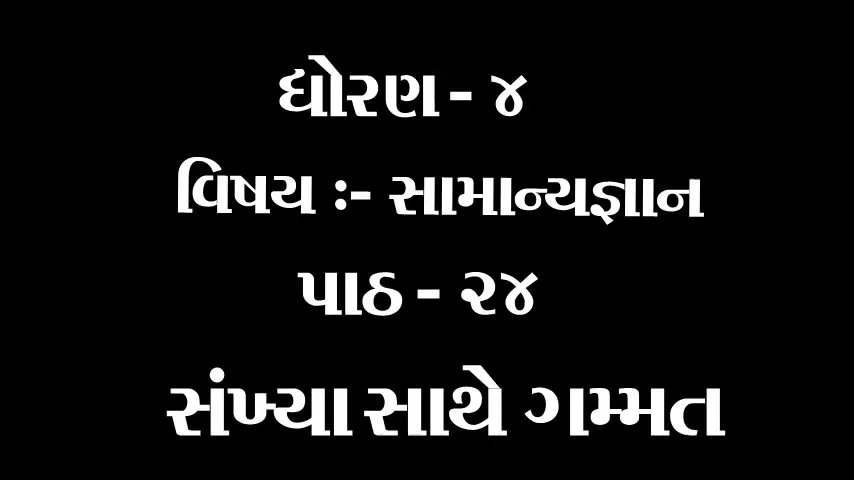 ધોરણ - ૪
વિષય ઃ- સામાન્યજ્ઞાન
પાઠ - ૨૪
સંખ્યા સાથે ગમ્મત